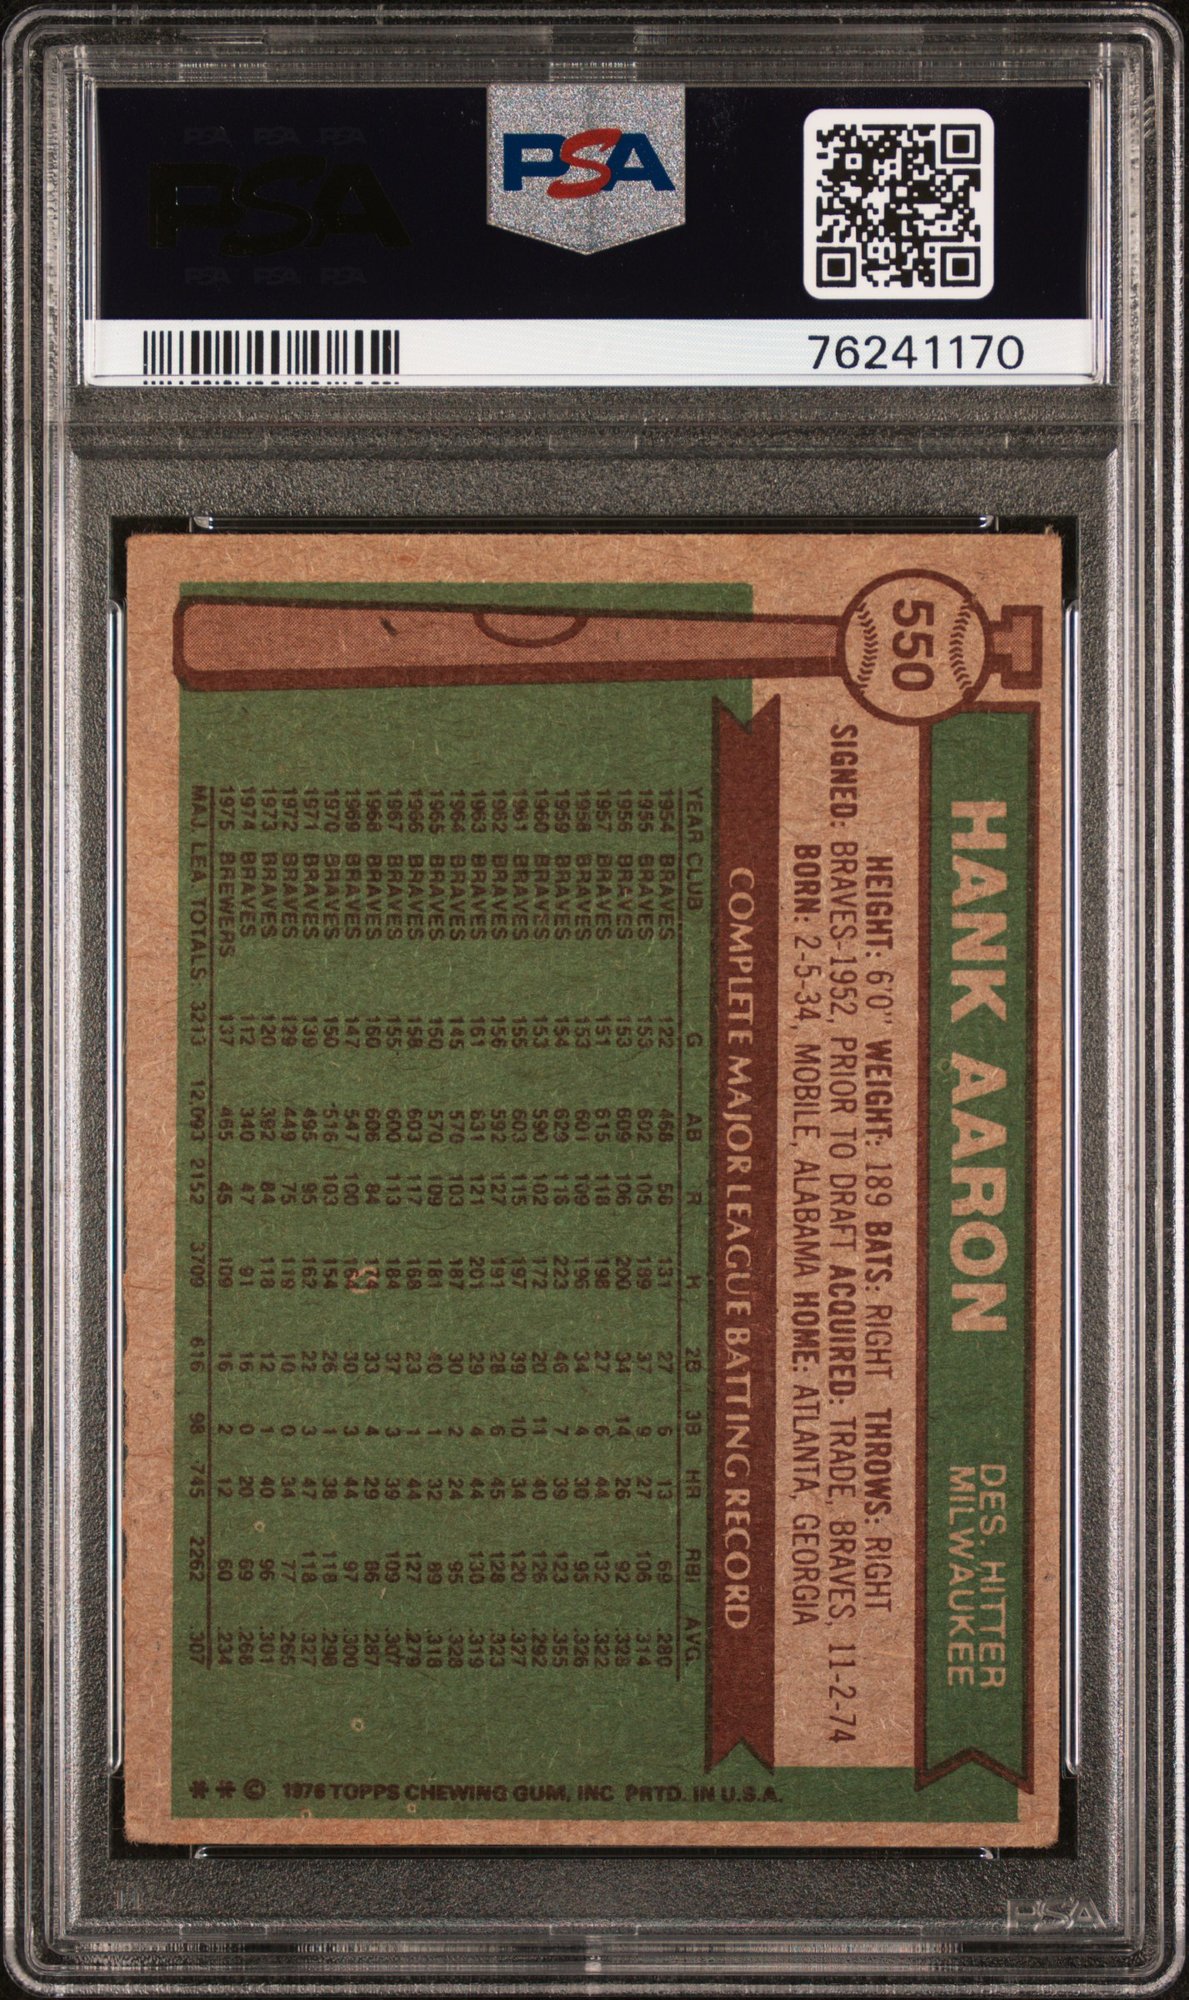 PSA PSA PSA
PSA
PSA PSA PSA
PSA
76241170
550
T
HANK AARON
DES. HITTER
MILWAUKEE
HEIGHT: 6'0" WEIGHT: 189 BATS: RIGHT THROWS: RIGHT
SIGNED: BRAVES-1952, PRIOR TO DRAFT ACQUIRED: TRADE, BRAVES, 11-2-74
BORN: 2-5-34, MOBILE, ALABAMA HOME: ATLANTA, GEORGIA
COMPLETE MAJOR LEAGUE BATTING RECORD
YEAR CLUB G AB R H 2B 3B HR RBI AVG.
1954 BRAVES 122 468 58 131 27 6 13 69 .280
1955 BRAVES 153 602 105 189 37 9 27 106 .314
1956 BRAVES 153 609 106 200 34 14 26 92 .328
1957 BRAVES 151 615 118 198 27 6 44 132 .322
1958 BRAVES 153 601 109 196 34 4 30 95 .326
1959 BRAVES 154 629 116 223 46 7 39 123 .355
1960 BRAVES 153 590 102 172 20 11 40 126 .292
1961 BRAVES 155 603 115 197 39 10 34 120 .327
1962 BRAVES 156 592 127 191 28 6 45 128 .323
1963 BRAVES 161 631 121 201 29 4 44 130 .319
1964 BRAVES 145 570 103 187 30 2 24 95 .328
1965 BRAVES 150 570 109 181 40 1 32 89 .318
1966 BRAVES 158 603 117 168 23 1 44 127 .279
1967 BRAVES 155 600 113 184 37 3 39 109 .307
1968 BRAVES 160 606 84 174 33 4 29 86 .287
1969 BRAVES 147 547 100 164 30 3 44 97 .300
1970 BRAVES 150 516 103 154 26 1 38 118 .298
1971 BRAVES 139 495 95 162 22 3 47 118 .327
1972 BRAVES 129 449 75 119 10 0 34 77 .265
1973 BRAVES 120 392 84 118 12 1 40 96 .301
1974 BRAVES 112 340 47 91 16 0 20 69 .268
1975 BREWERS 137 465 45 109 16 2 12 60 .234
MAJ. LEA. TOTALS 3213 12,093 2152 3709 616 98 745 2262 .307
** © 1976 TOPPS CHEWING GUM, INC. PRTD. IN U.S.A.
PSA